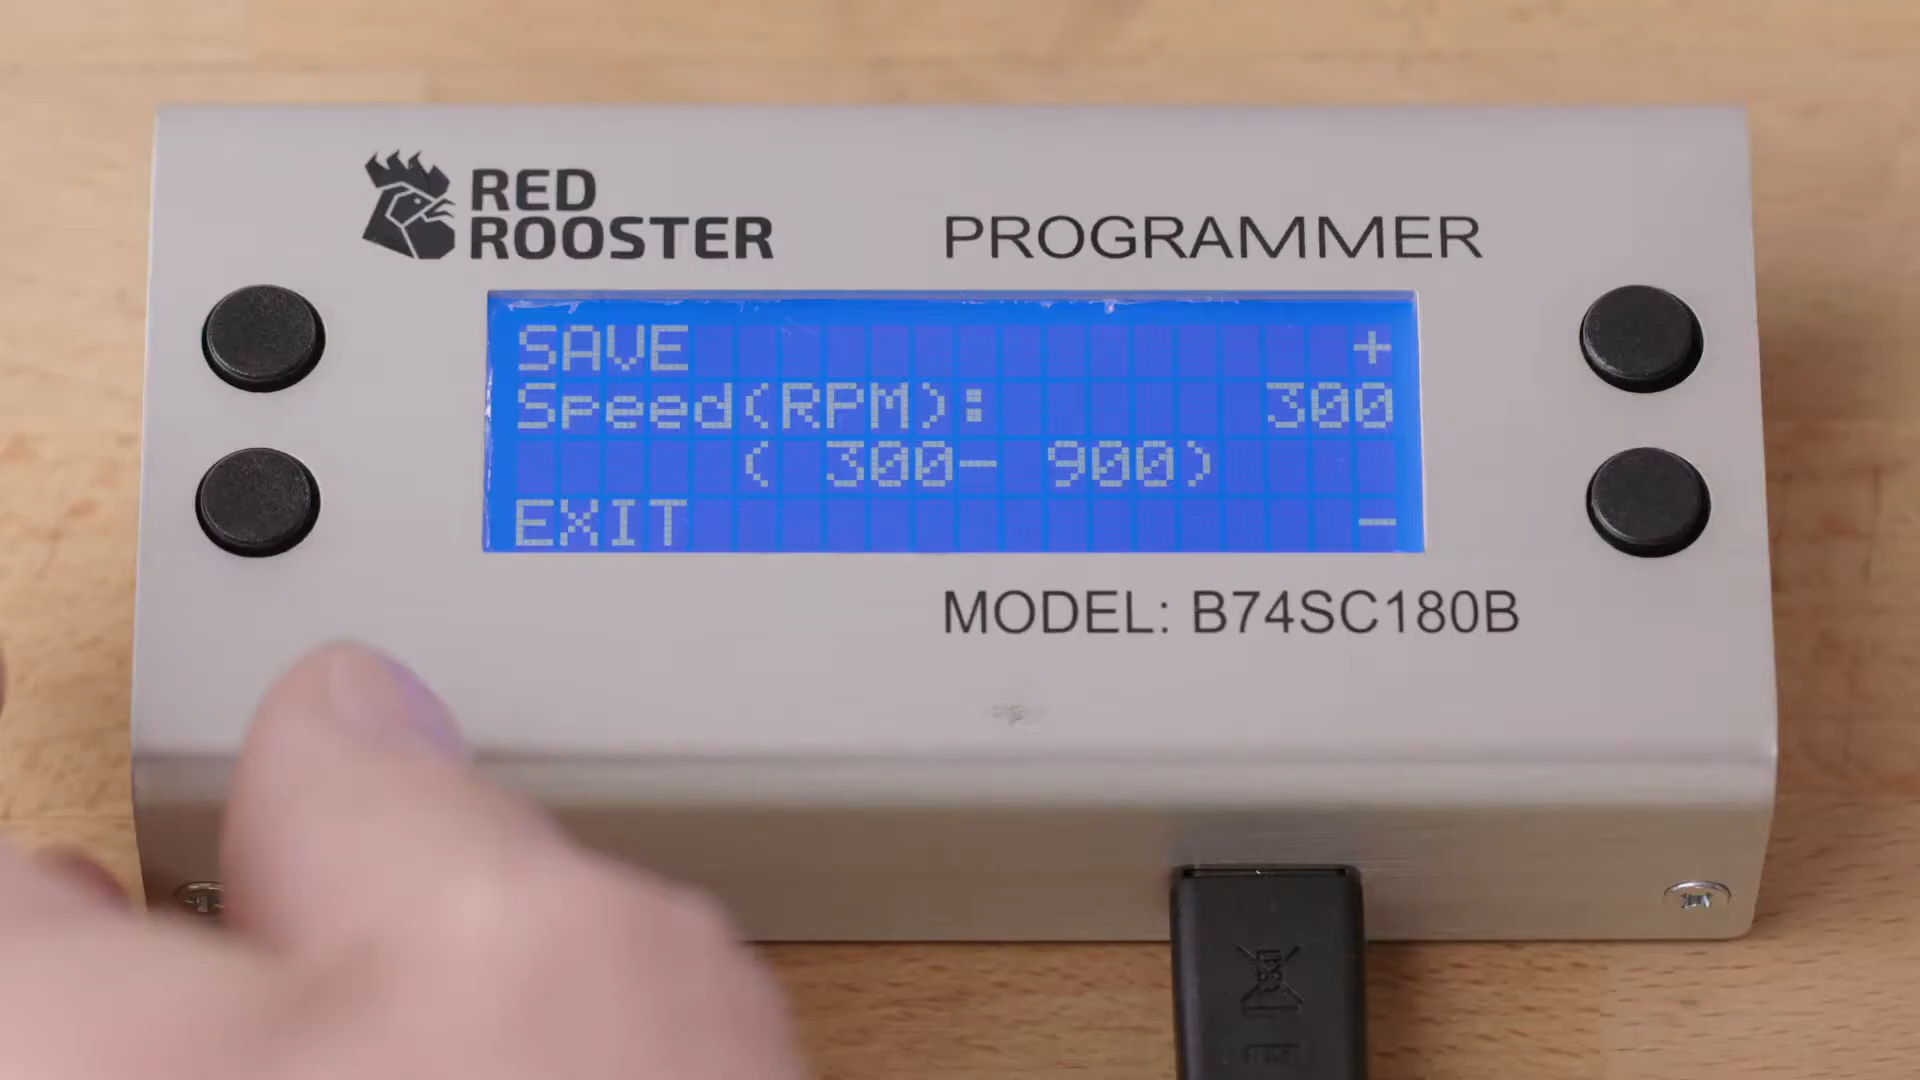 RED
ROOSTER
PROGRAMMER
SAVE +
Speed(RPM): 300
( 300- 900)
EXIT -
MODEL: B74SC180B